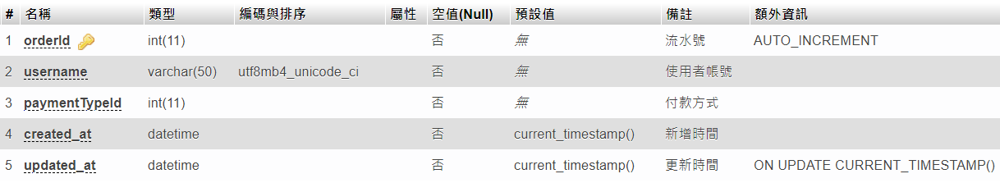 # 名稱 類型 編碼與排序 屬性 空值(Null) 預設值 備註 額外資訊
1 orderId int(11) 否 無 流水號 AUTO_INCREMENT
2 username varchar(50) utf8mb4_unicode_ci 否 無 使用者帳號
3 paymentTypeId int(11) 否 無 付款方式
4 created_at datetime 否 current_timestamp() 新增時間
5 updated_at datetime 否 current_timestamp() 更新時間 ON UPDATE CURRENT_TIMESTAMP()